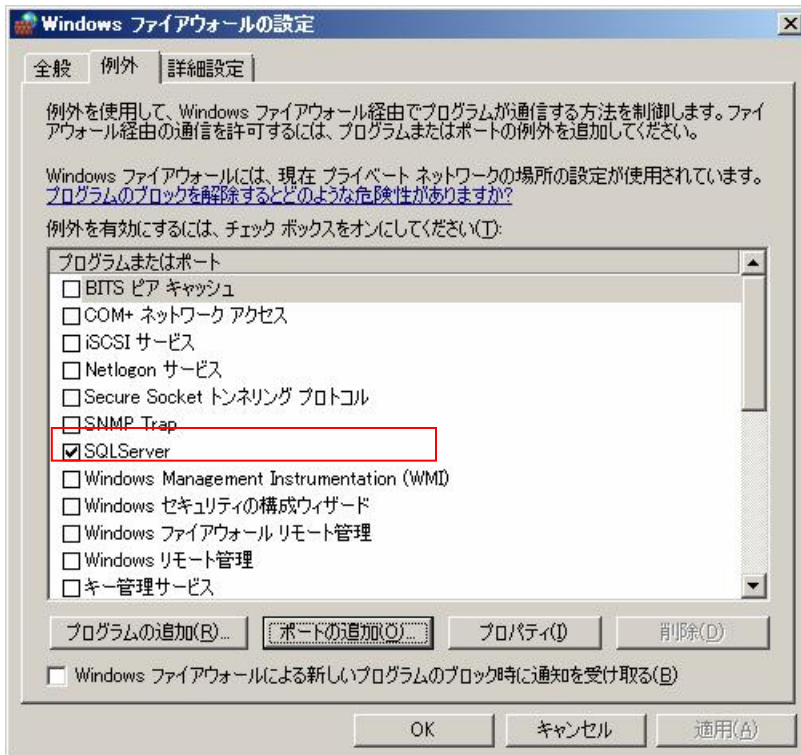 Windows ファイアウォールの設定
全般 例外 詳細設定
例外を使用して、Windows ファイアウォール経由でプログラムが通信する方法を制御します。ファイ
アウォール経由の通信を許可するには、プログラムまたはポートの例外を追加してください。
Windows ファイアウォールには、現在 プライベート ネットワークの場所の設定が使用されています。
プログラムのブロックを解除するとどのような危険性がありますか?
例外を有効にするには、チェック ボックスをオンにしてください(T):
プログラムまたはポート
BITS ピア キャッシュ
COM+ ネットワーク アクセス
iSCSI サービス
Netlogon サービス
Secure Socket トンネリング プロトコル
SNMP Trap
SQLServer
Windows Management Instrumentation (WMI)
Windows セキュリティの構成ウィザード
Windows ファイアウォール リモート管理
Windows リモート管理
キー管理サービス
プログラムの追加(R)... ポートの追加(O)... プロパティ(I) 削除(D)
Windows ファイアウォールによる新しいプログラムのブロック時に通知を受け取る(B)
OK キャンセル 適用(A)